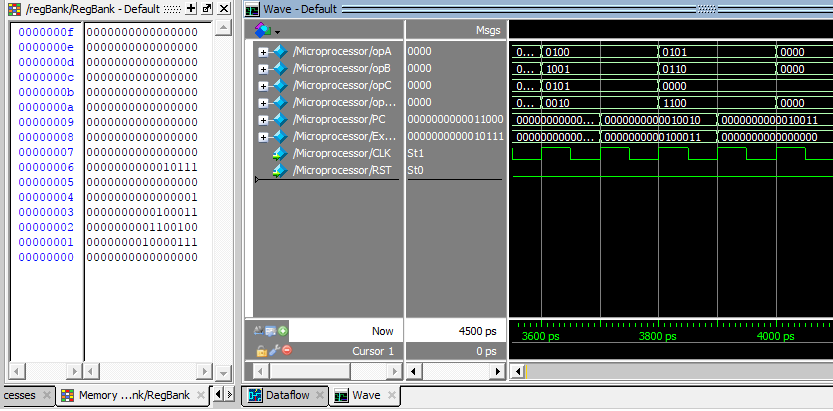 /regBank/RegBank - Default
0000000f 0000000000000000
0000000e 0000000000000000
0000000d 0000000000000000
0000000c 0000000000000000
0000000b 0000000000000000
0000000a 0000000000000000
00000009 0000000000000000
00000008 0000000000000000
00000007 0000000000000000
00000006 0000000000010111
00000005 0000000000000000
00000004 0000000000000001
00000003 0000000000100011
00000002 0000000001100100
00000001 0000000010000111
00000000 0000000000000000
cesses
Memory ...nk/RegBank
Wave - Default
Msgs
/Microprocessor/opA 0000 0... 0100 0101 0000
/Microprocessor/opB 0000 0... 1001 0110 0000
/Microprocessor/opC 0000 0... 0101 0000
/Microprocessor/op... 0000 0... 0010 1100 0000
/Microprocessor/PC 0000000000011000 00000000000... 0000000000010010 0000000000010011
/Microprocessor/Ex... 0000000000010111 00000000000... 0000000000100011 0000000000000000
/Microprocessor/CLK St1
/Microprocessor/RST St0
Now 4500 ps
Cursor 1 0 ps
3600 ps 3800 ps 4000 ps
Dataflow
Wave